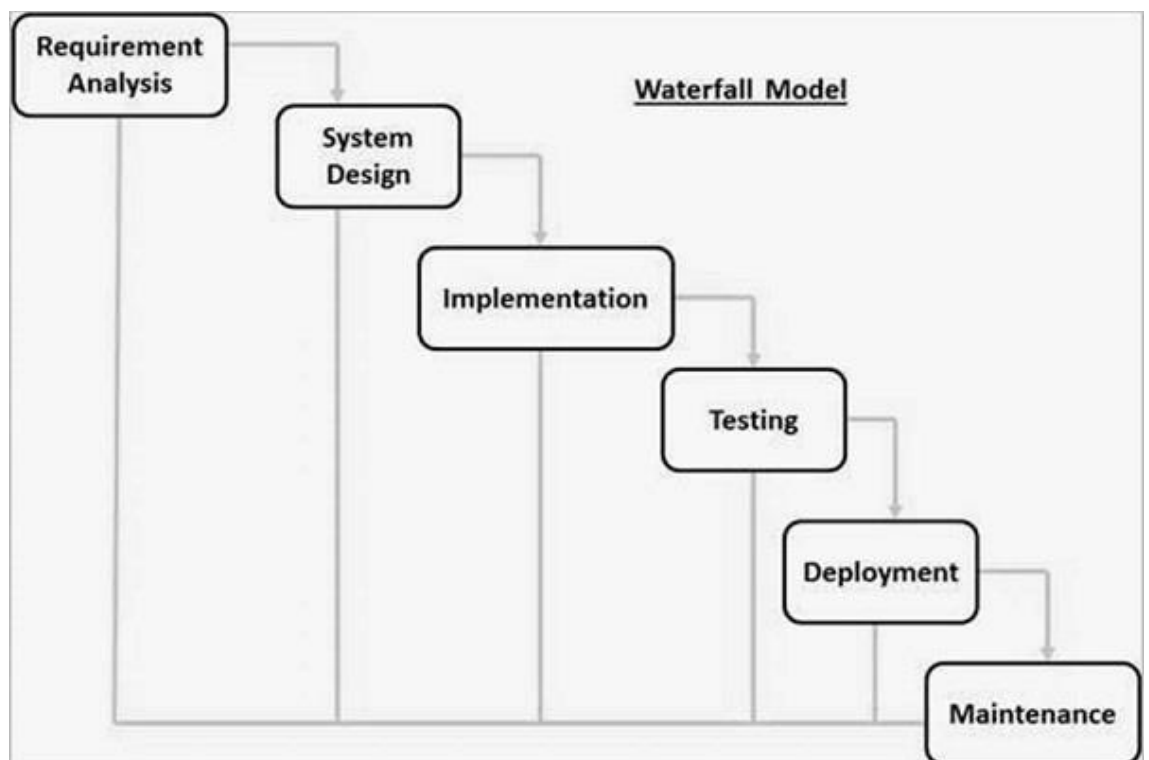 Requirement
Analysis
Waterfall Model
System
Design
Implementation
Testing
Deployment
Maintenance